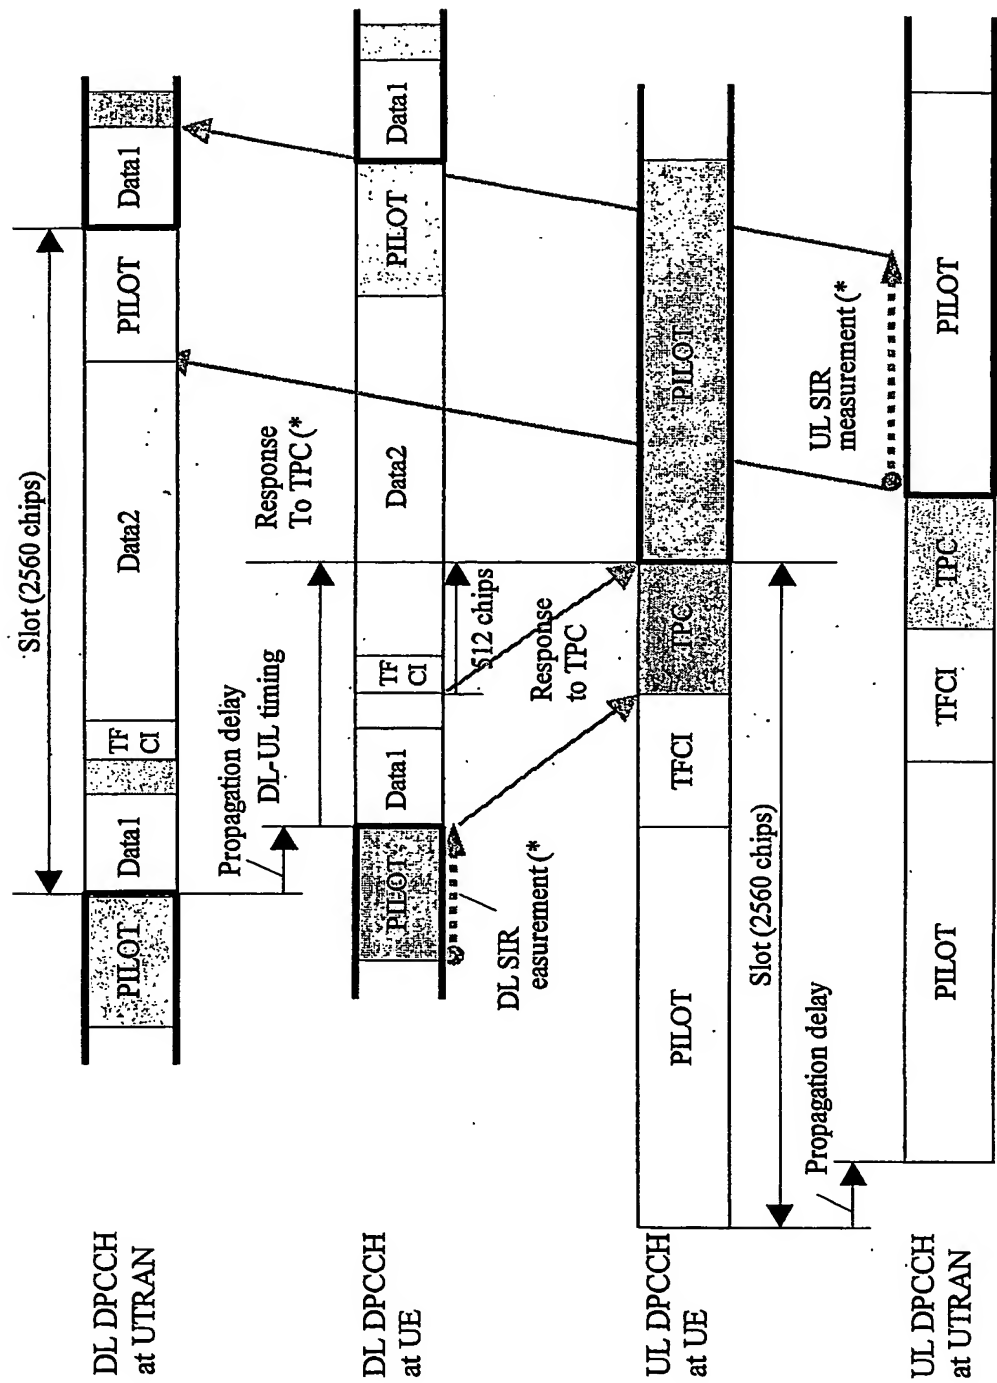 Slot (2560 chips)
DL DPCCH
at UTRAN
PILOT
Data1
TF
CI
Data2
PILOT
Data1
Propagation delay
DL-UL timing
Response
To TPC (*
DL DPCCH
at UE
PILOT
Data1
TF
CI
Data2
PILOT
Data1
512 chips
DL SIR
easurement (*
Response
to TPC
UL DPCCH
at UE
PILOT
TFCI
TPC
PILOT
Slot (2560 chips)
Propagation delay
UL SIR
measurement (*
UL DPCCH
at UTRAN
PILOT
TFCI
TPC
PILOT